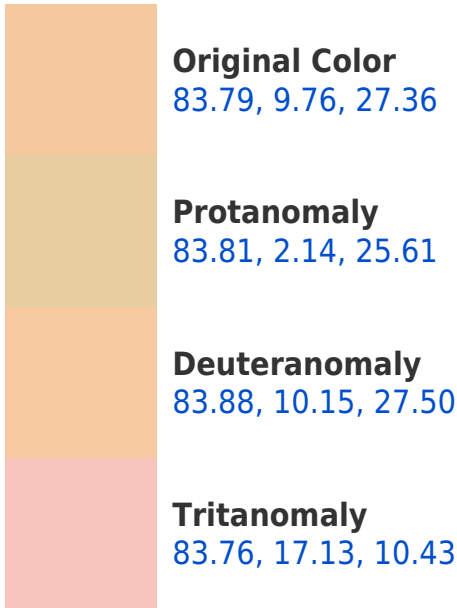 Original Color
83.79, 9.76, 27.36
Protanomaly
83.81, 2.14, 25.61
Deuteranomaly
83.88, 10.15, 27.50
Tritanomaly
83.76, 17.13, 10.43